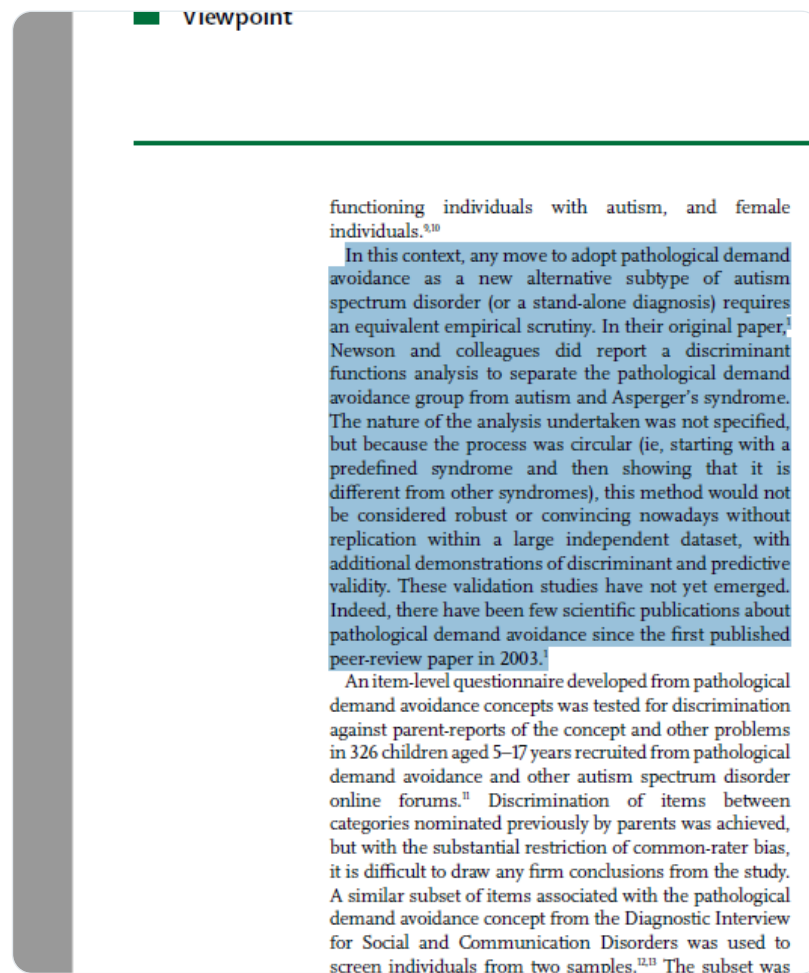 Viewpoint
functioning individuals with autism, and female
individuals.⁹,¹⁰
In this context, any move to adopt pathological demand
avoidance as a new alternative subtype of autism
spectrum disorder (or a stand-alone diagnosis) requires
an equivalent empirical scrutiny. In their original paper,¹
Newson and colleagues did report a discriminant
functions analysis to separate the pathological demand
avoidance group from autism and Asperger's syndrome.
The nature of the analysis undertaken was not specified,
but because the process was circular (ie, starting with a
predefined syndrome and then showing that it is
different from other syndromes), this method would not
be considered robust or convincing nowadays without
replication within a large independent dataset, with
additional demonstrations of discriminant and predictive
validity. These validation studies have not yet emerged.
Indeed, there have been few scientific publications about
pathological demand avoidance since the first published
peer-review paper in 2003.¹
An item-level questionnaire developed from pathological
demand avoidance concepts was tested for discrimination
against parent-reports of the concept and other problems
in 326 children aged 5–17 years recruited from pathological
demand avoidance and other autism spectrum disorder
online forums.¹¹ Discrimination of items between
categories nominated previously by parents was achieved,
but with the substantial restriction of common-rater bias,
it is difficult to draw any firm conclusions from the study.
A similar subset of items associated with the pathological
demand avoidance concept from the Diagnostic Interview
for Social and Communication Disorders was used to
screen individuals from two samples.¹²,¹³ The subset was